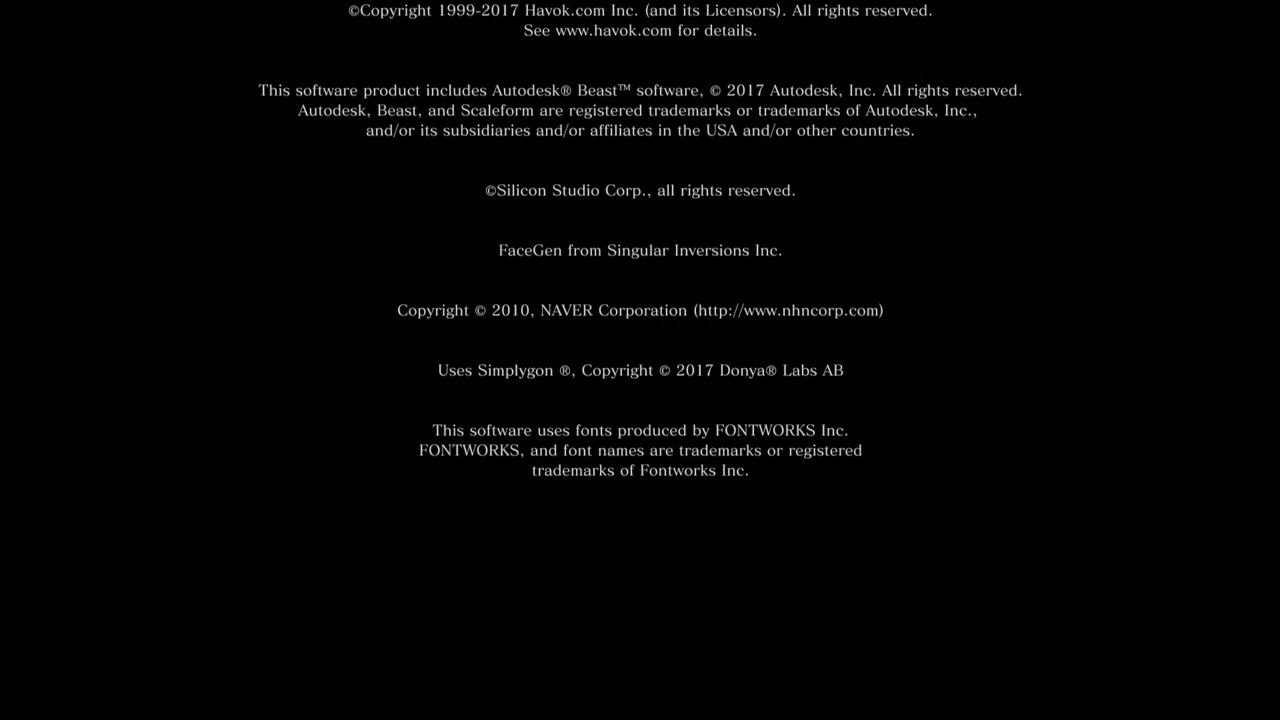 ©Copyright 1999-2017 Havok.com Inc. (and its Licensors). All rights reserved.
See www.havok.com for details.
This software product includes Autodesk® Beast™ software, © 2017 Autodesk, Inc. All rights reserved.
Autodesk, Beast, and Scaleform are registered trademarks or trademarks of Autodesk, Inc.,
and/or its subsidiaries and/or affiliates in the USA and/or other countries.
©Silicon Studio Corp., all rights reserved.
FaceGen from Singular Inversions Inc.
Copyright © 2010, NAVER Corporation (http://www.nhncorp.com)
Uses Simplygon ®, Copyright © 2017 Donya® Labs AB
This software uses fonts produced by FONTWORKS Inc.
FONTWORKS, and font names are trademarks or registered
trademarks of Fontworks Inc.